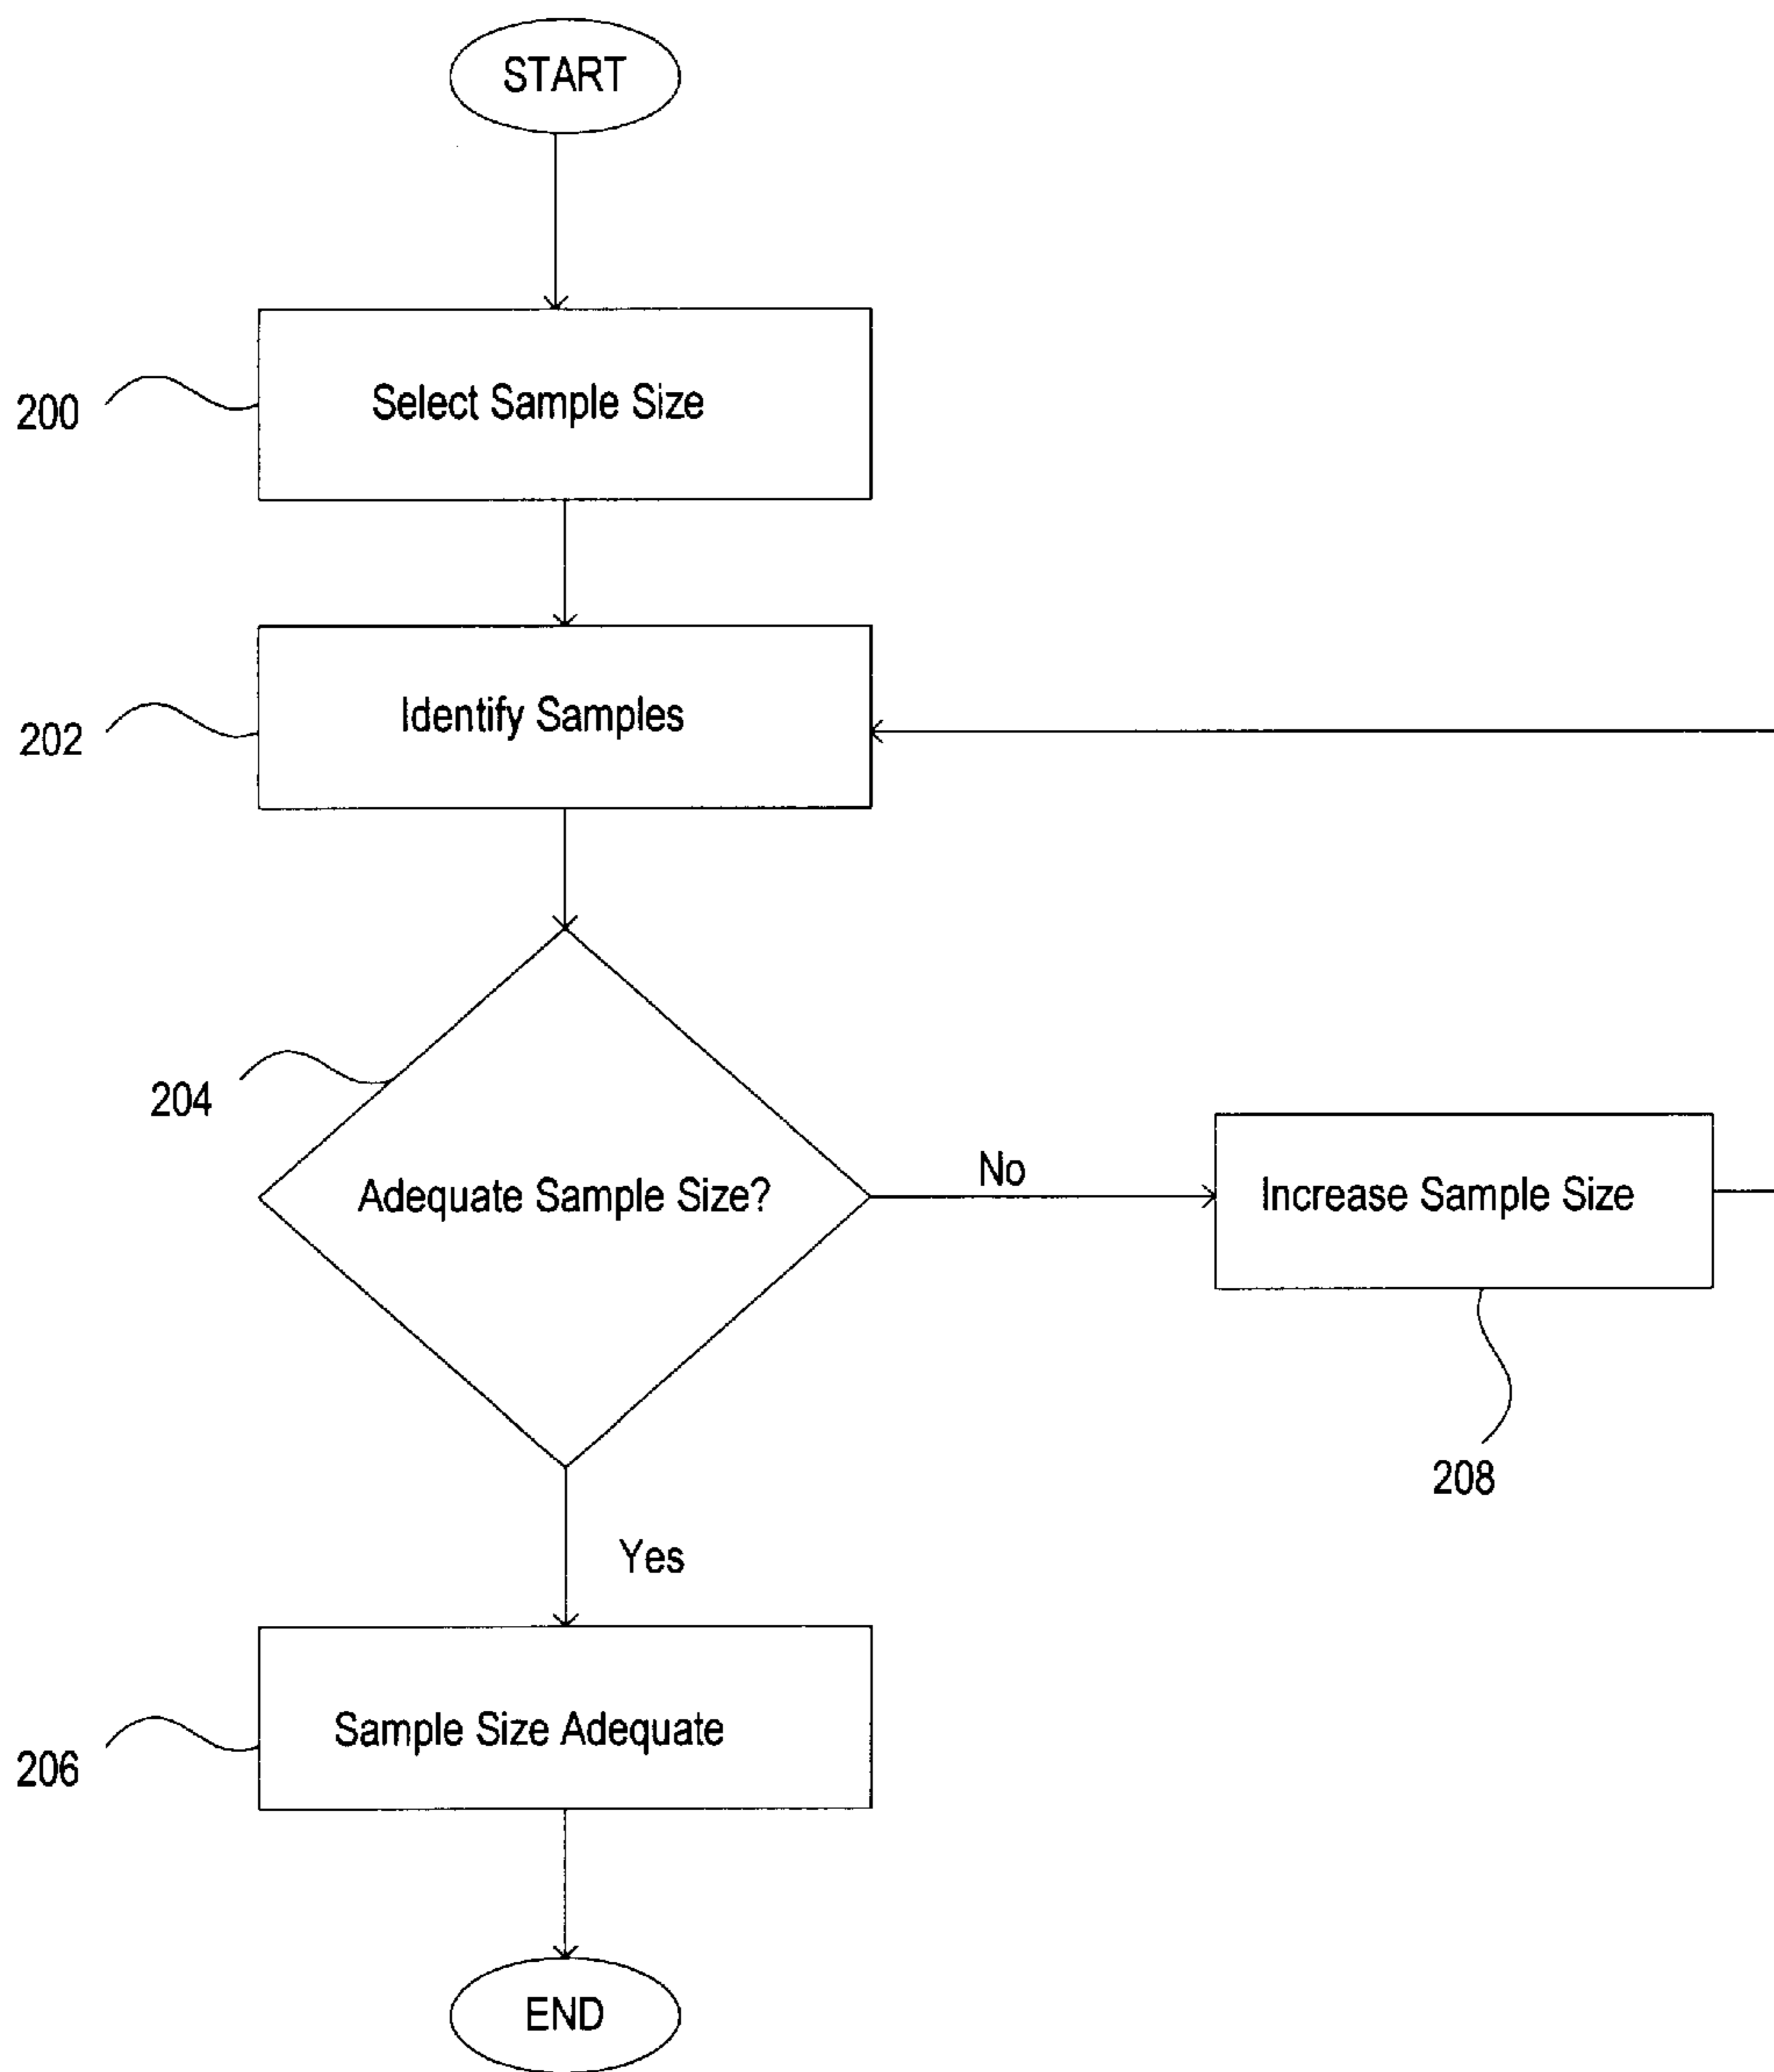 START
200
Select Sample Size
202
Identify Samples
204
Adequate Sample Size?
No
Increase Sample Size
208
Yes
206
Sample Size Adequate
END